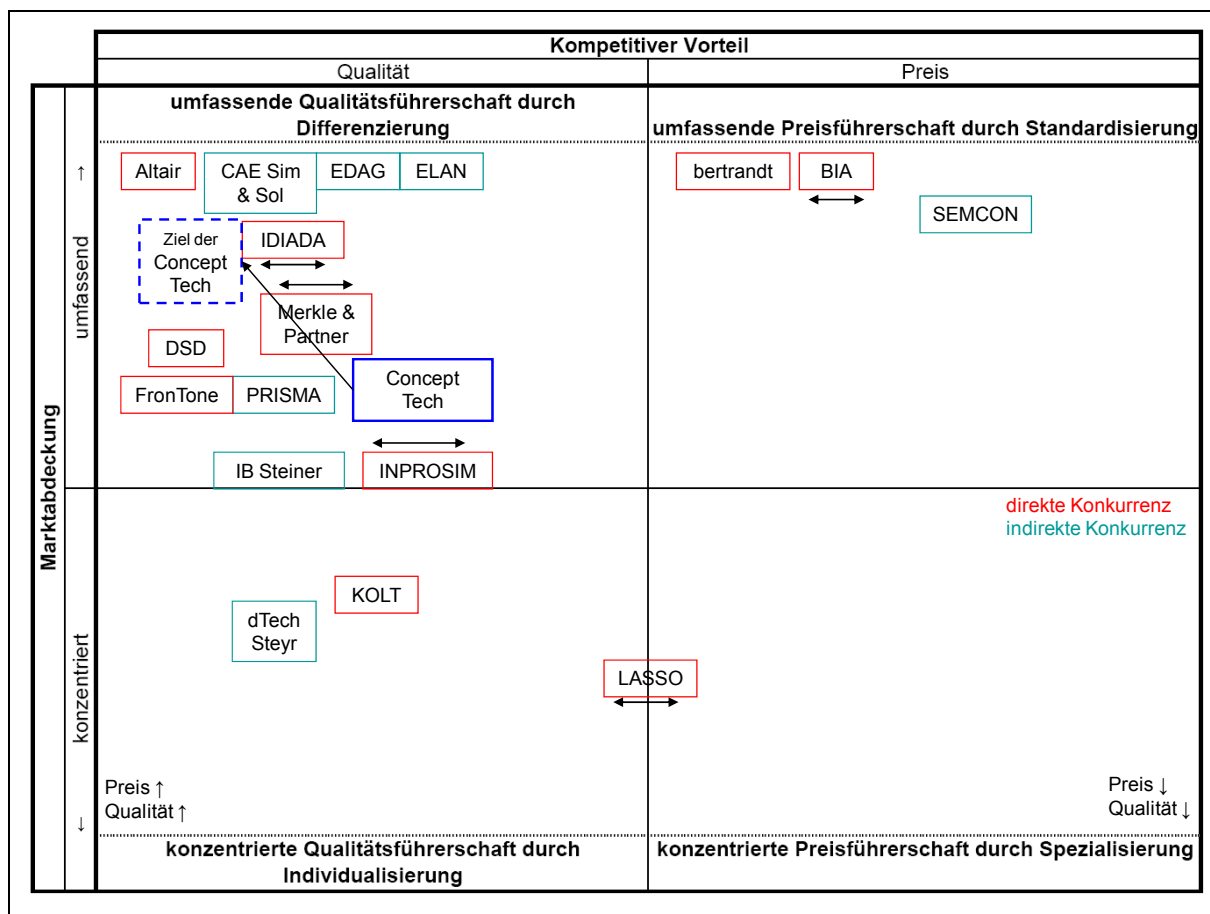 Kompetitiver Vorteil
Qualität
Preis
umfassende Qualitätsführerschaft durch
Differenzierung
umfassende Preisführerschaft durch Standardisierung
Marktabdeckung
↑
umfassend
konzentriert
↓
Altair
CAE Sim
& Sol
EDAG
ELAN
bertrandt
BIA
SEMCON
Ziel der
Concept
Tech
IDIADA
Merkle &
Partner
DSD
FronTone
PRISMA
Concept
Tech
IB Steiner
INPROSIM
direkte Konkurrenz
indirekte Konkurrenz
KOLT
dTech
Steyr
LASSO
Preis ↑
Qualität ↑
Preis ↓
Qualität ↓
konzentrierte Qualitätsführerschaft durch
Individualisierung
konzentrierte Preisführerschaft durch Spezialisierung